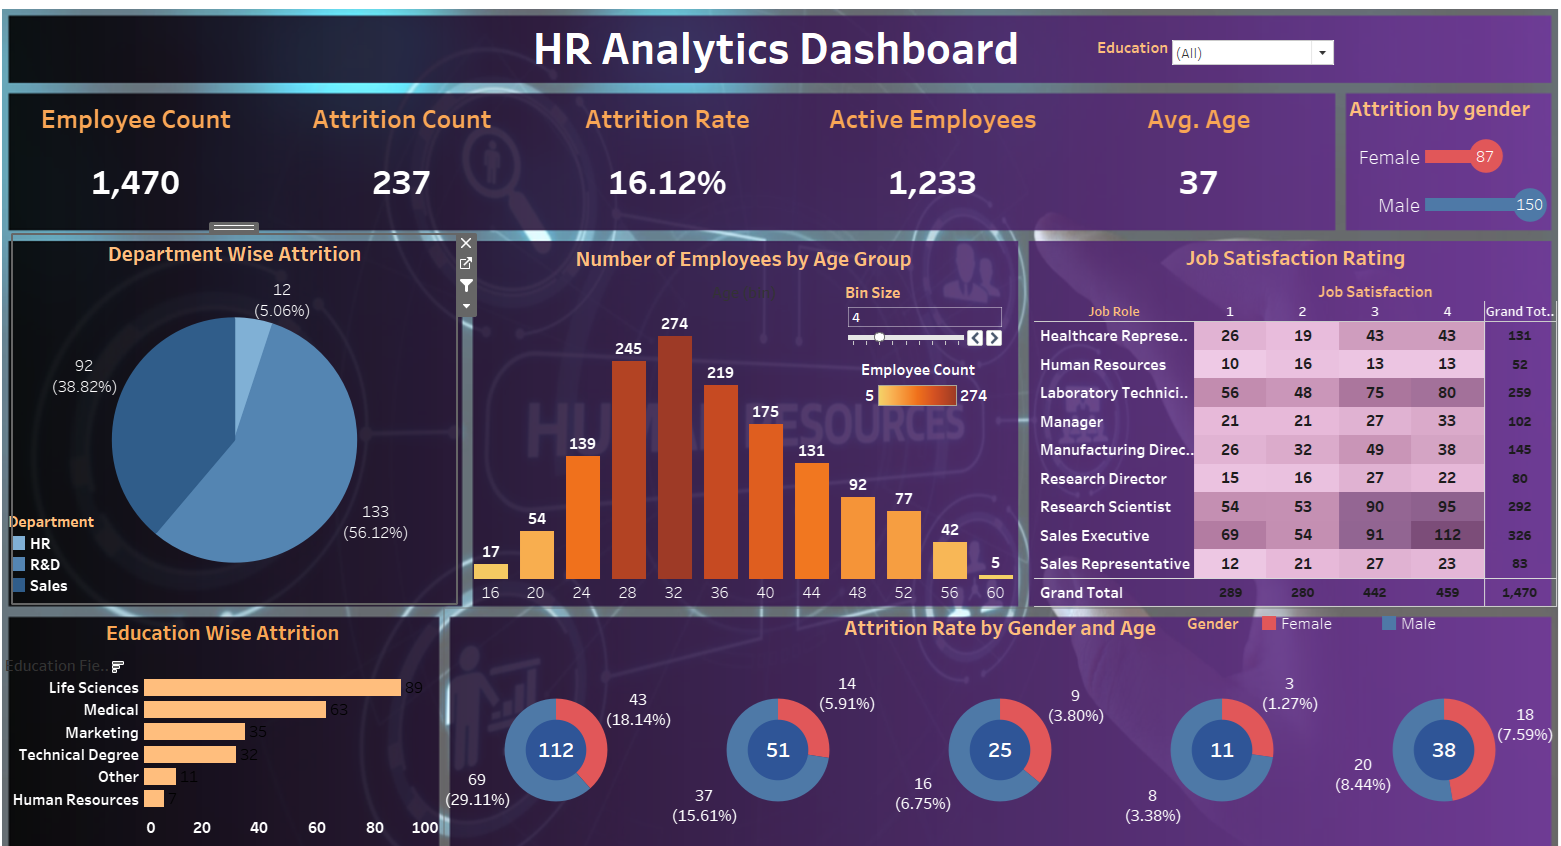 HR Analytics Dashboard
Education
(All)
Employee Count
Attrition Count
Attrition Rate
Active Employees
Avg. Age
1,470
237
16.12%
1,233
37
Attrition by gender
Female 87
Male 150
Department Wise Attrition
12
(5.06%)
92
(38.82%)
133
(56.12%)
Department
HR
R&D
Sales
Number of Employees by Age Group
Bin Size
4
Employee Count
5 274
17 54 139 245 274 219 175 131 92 77 42 5
16 20 24 28 32 36 40 44 48 52 56 60
HUMAN RESOURCES
Job Satisfaction Rating
Job Satisfaction
Job Role 1 2 3 4 Grand Tot..
Healthcare Represe.. 26 19 43 43 131
Human Resources 10 16 13 13 52
Laboratory Technici.. 56 48 75 80 259
Manager 21 21 27 33 102
Manufacturing Direc.. 26 32 49 38 145
Research Director 15 16 27 22 80
Research Scientist 54 53 90 95 292
Sales Executive 69 54 91 112 326
Sales Representative 12 21 27 23 83
Grand Total 289 280 442 459 1,470
Education Wise Attrition
Education Fie..
Life Sciences 89
Medical 63
Marketing 35
Technical Degree 32
Other 11
Human Resources 7
0 20 40 60 80 100
Attrition Rate by Gender and Age
Gender
Female
Male
43
(18.14%)
112
69
(29.11%)
14
(5.91%)
51
37
(15.61%)
9
(3.80%)
25
16
(6.75%)
3
(1.27%)
11
8
(3.38%)
18
(7.59%)
38
20
(8.44%)